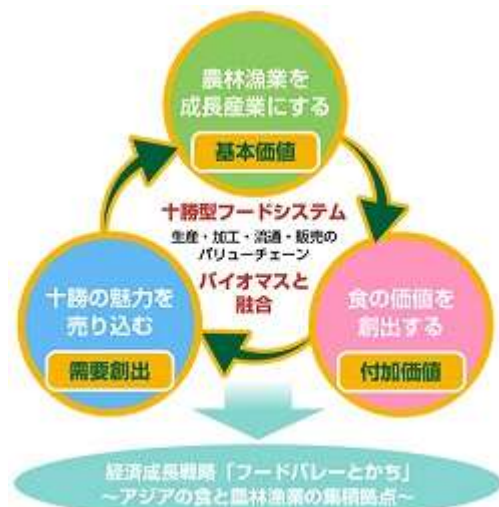 農林漁業を
成長産業にする
基本価値
十勝型フードシステム
生産・加工・流通・販売の
バリューチェーン
バイオマスと
融合
十勝の魅力を
売り込む
需要創出
食の価値を
創出する
付加価値
経済成長戦略「フードバレーとかち」
～アジアの食と農林漁業の集積拠点～